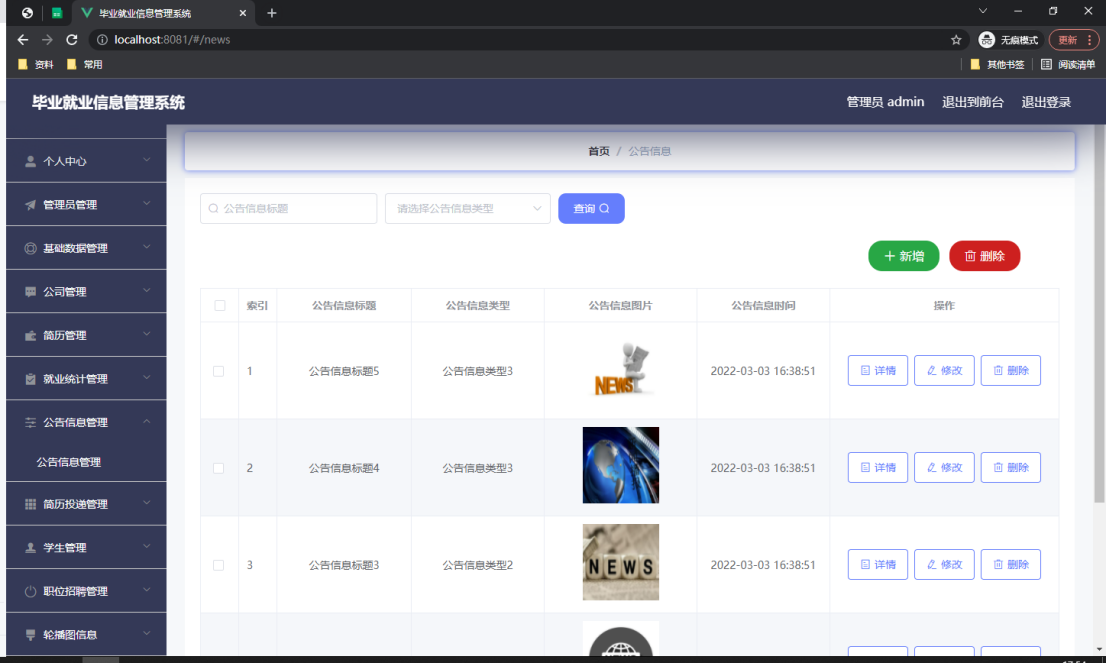 毕业就业信息管理系统
localhost:8081/#/news
无痕模式
更新
资料
常用
其他书签
阅读清单
毕业就业信息管理系统
管理员 admin
退出到前台
退出登录
个人中心
管理员管理
基础数据管理
公司管理
简历管理
就业统计管理
公告信息管理
公告信息管理
简历投递管理
学生管理
职位招聘管理
轮播图信息
首页 / 公告信息
公告信息标题
请选择公告信息类型
查询
新增
删除
索引 公告信息标题 公告信息类型 公告信息图片 公告信息时间 操作
1 公告信息标题5 公告信息类型3 NEWS 2022-03-03 16:38:51 详情 修改 删除
2 公告信息标题4 公告信息类型3 2022-03-03 16:38:51 详情 修改 删除
3 公告信息标题3 公告信息类型2 NEWS 2022-03-03 16:38:51 详情 修改 删除